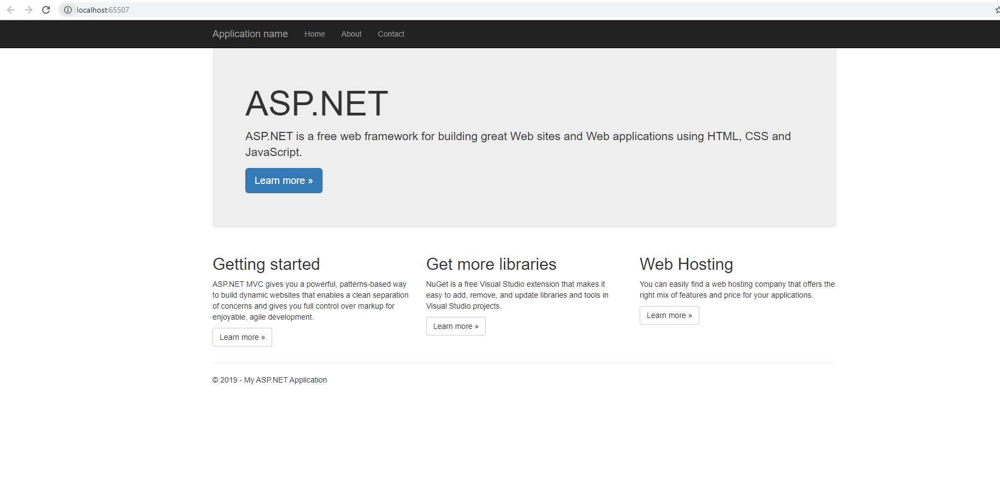 localhost:65507
Application name Home About Contact
ASP.NET
ASP.NET is a free web framework for building great Web sites and Web applications using HTML, CSS and
JavaScript.
Learn more »
Getting started
ASP.NET MVC gives you a powerful, patterns-based way
to build dynamic websites that enables a clean separation
of concerns and gives you full control over markup for
enjoyable, agile development.
Learn more »
Get more libraries
NuGet is a free Visual Studio extension that makes it
easy to add, remove, and update libraries and tools in
Visual Studio projects.
Learn more »
Web Hosting
You can easily find a web hosting company that offers the
right mix of features and price for your applications.
Learn more »
© 2019 - My ASP.NET Application